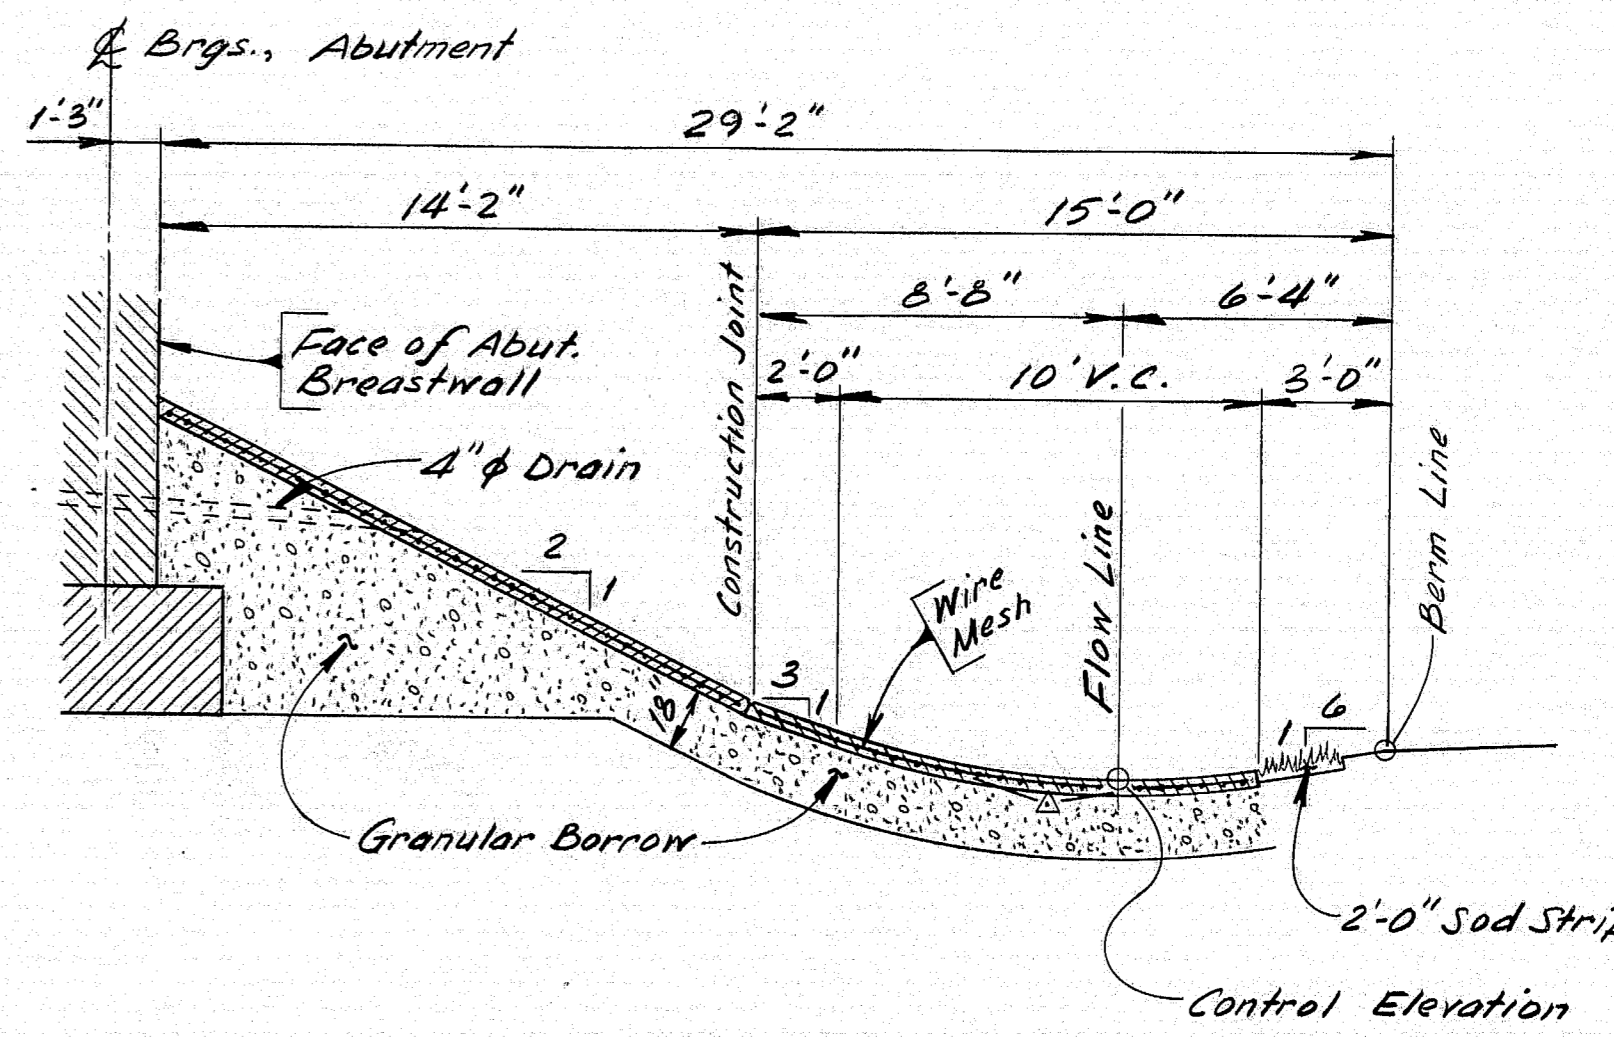 ℄ Brgs., Abutment
1'-3"
29'-2"
14'-2"
15'-0"
8'-8"
6'-4"
2'-0"
10' V.C.
3'-0"
Face of Abut.
Breastwall
4"ϕ Drain
Construction Joint
Flow Line
Berm Line
Wire
Mesh
2
1
3
1
1
6
18
Granular Borrow
2'-0" Sod
Control Elevation